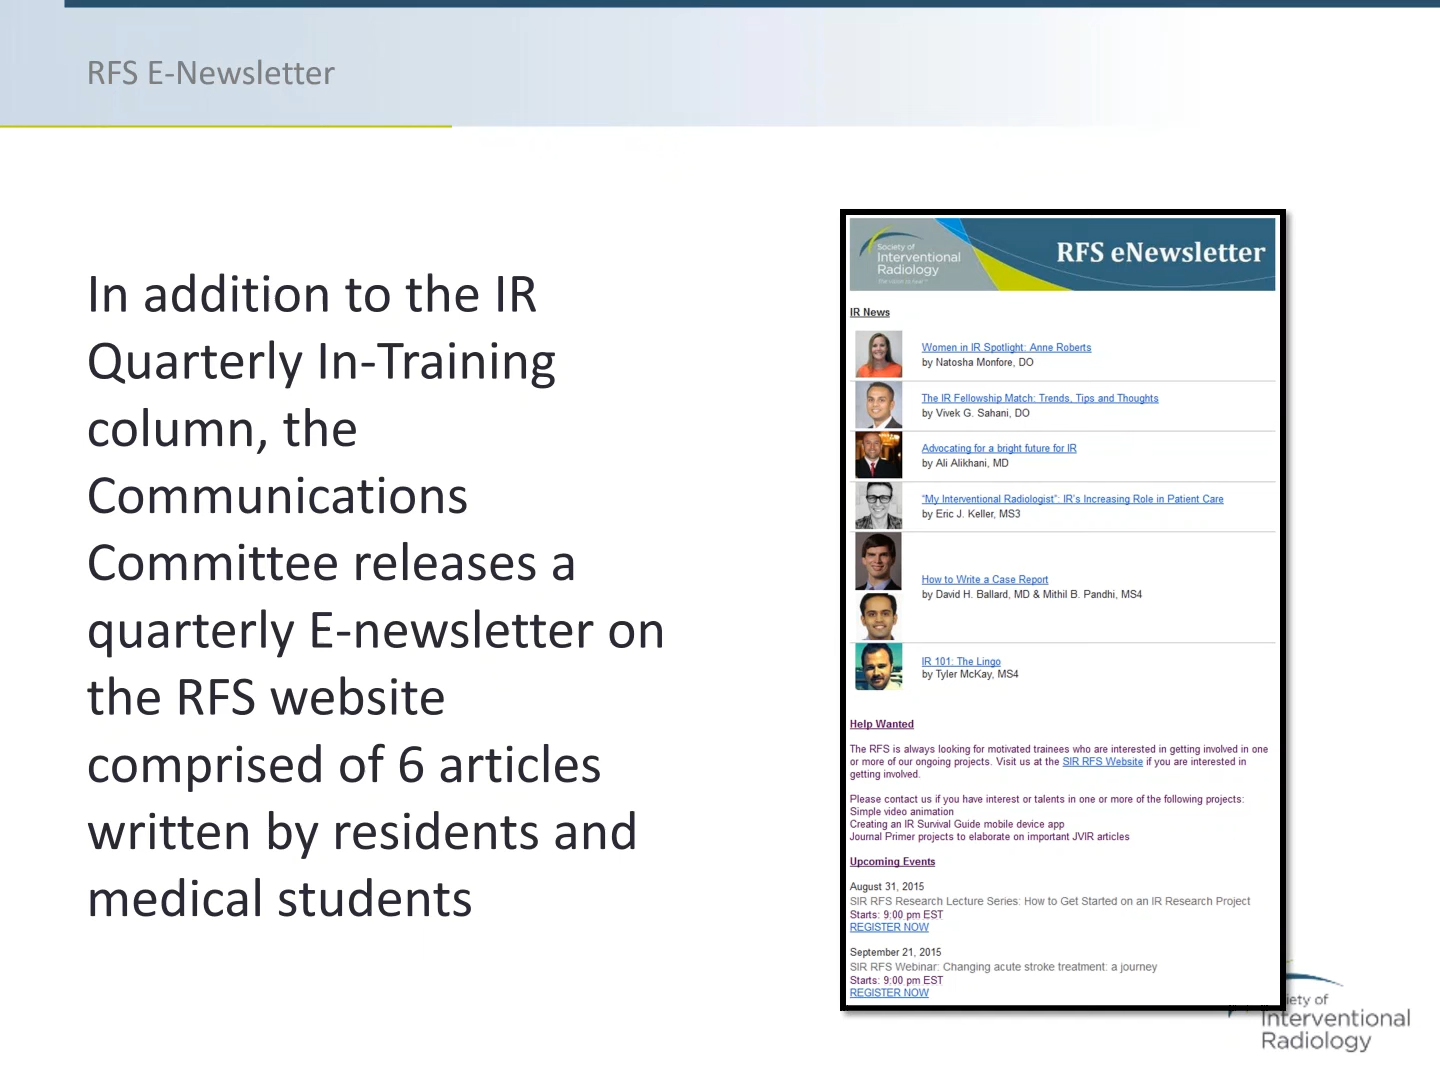 RFS E-Newsletter
In addition to the IR
Quarterly In-Training
column, the
Communications
Committee releases a
quarterly E-newsletter on
the RFS website
comprised of 6 articles
written by residents and
medical students
Society of
Interventional
Radiology
RFS eNewsletter
IR News
Women in IR Spotlight: Anne Roberts
by Natosha Monfore, DO
The IR Fellowship Match: Trends, Tips and Thoughts
by Vivek G. Sahani, DO
Advocating for a bright future for IR
by Ali Alikhani, MD
"My Interventional Radiologist": IR's Increasing Role in Patient Care
by Eric J. Keller, MS3
How to Write a Case Report
by David H. Ballard, MD & Mithil B. Pandhi, MS4
IR 101: The Lingo
by Tyler McKay, MS4
Help Wanted
The RFS is always looking for motivated trainees who are interested in getting involved in one
or more of our ongoing projects. Visit us at the SIR RFS Website if you are interested in
getting involved.
Please contact us if you have interest or talents in one or more of the following projects:
Simple video animation
Creating an IR Survival Guide mobile device app
Journal Primer projects to elaborate on important JVIR articles
Upcoming Events
August 31, 2015
SIR RFS Research Lecture Series: How to Get Started on an IR Research Project
Starts: 9:00 pm EST
REGISTER NOW
September 21, 2015
SIR RFS Webinar: Changing acute stroke treatment: a journey
Starts: 9:00 pm EST
REGISTER NOW
iety of
Interventional
Radiology